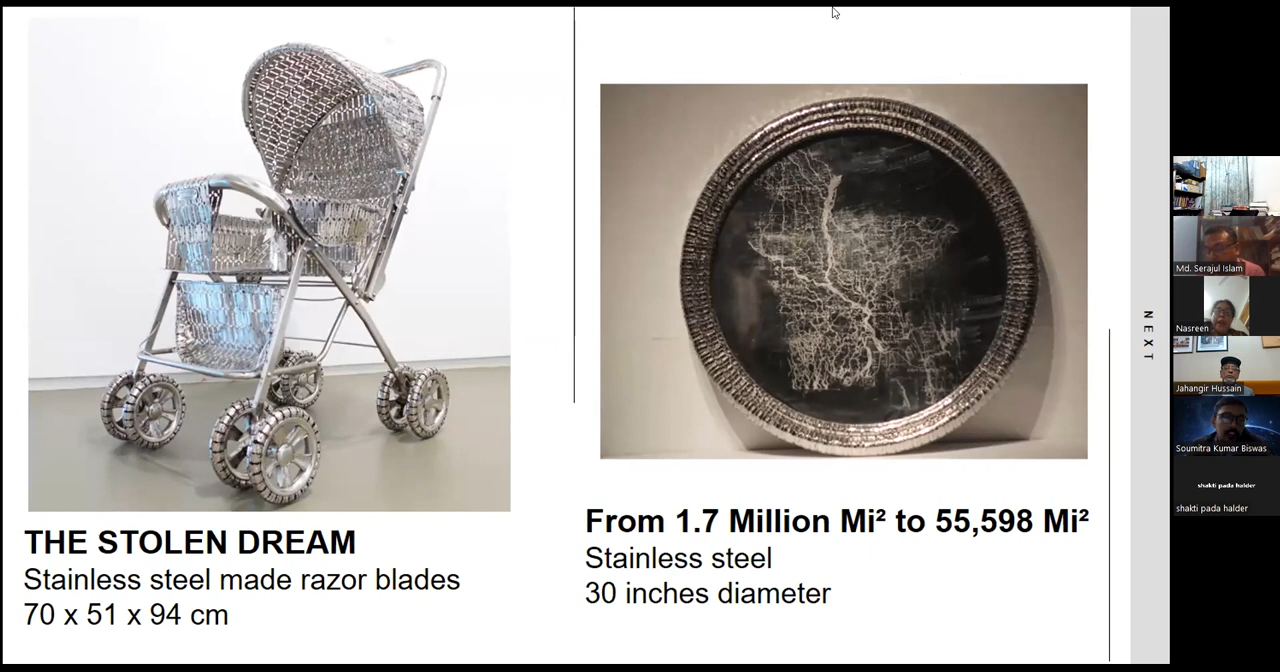 THE STOLEN DREAM
Stainless steel made razor blades
70 x 51 x 94 cm
From 1.7 Million Mi² to 55,598 Mi²
Stainless steel
30 inches diameter
NEXT
Md. Serajul Islam
Nasreen
Jahangir Hussain
Soumitra Kumar Biswas
shakti pada halder
shakti pada halder